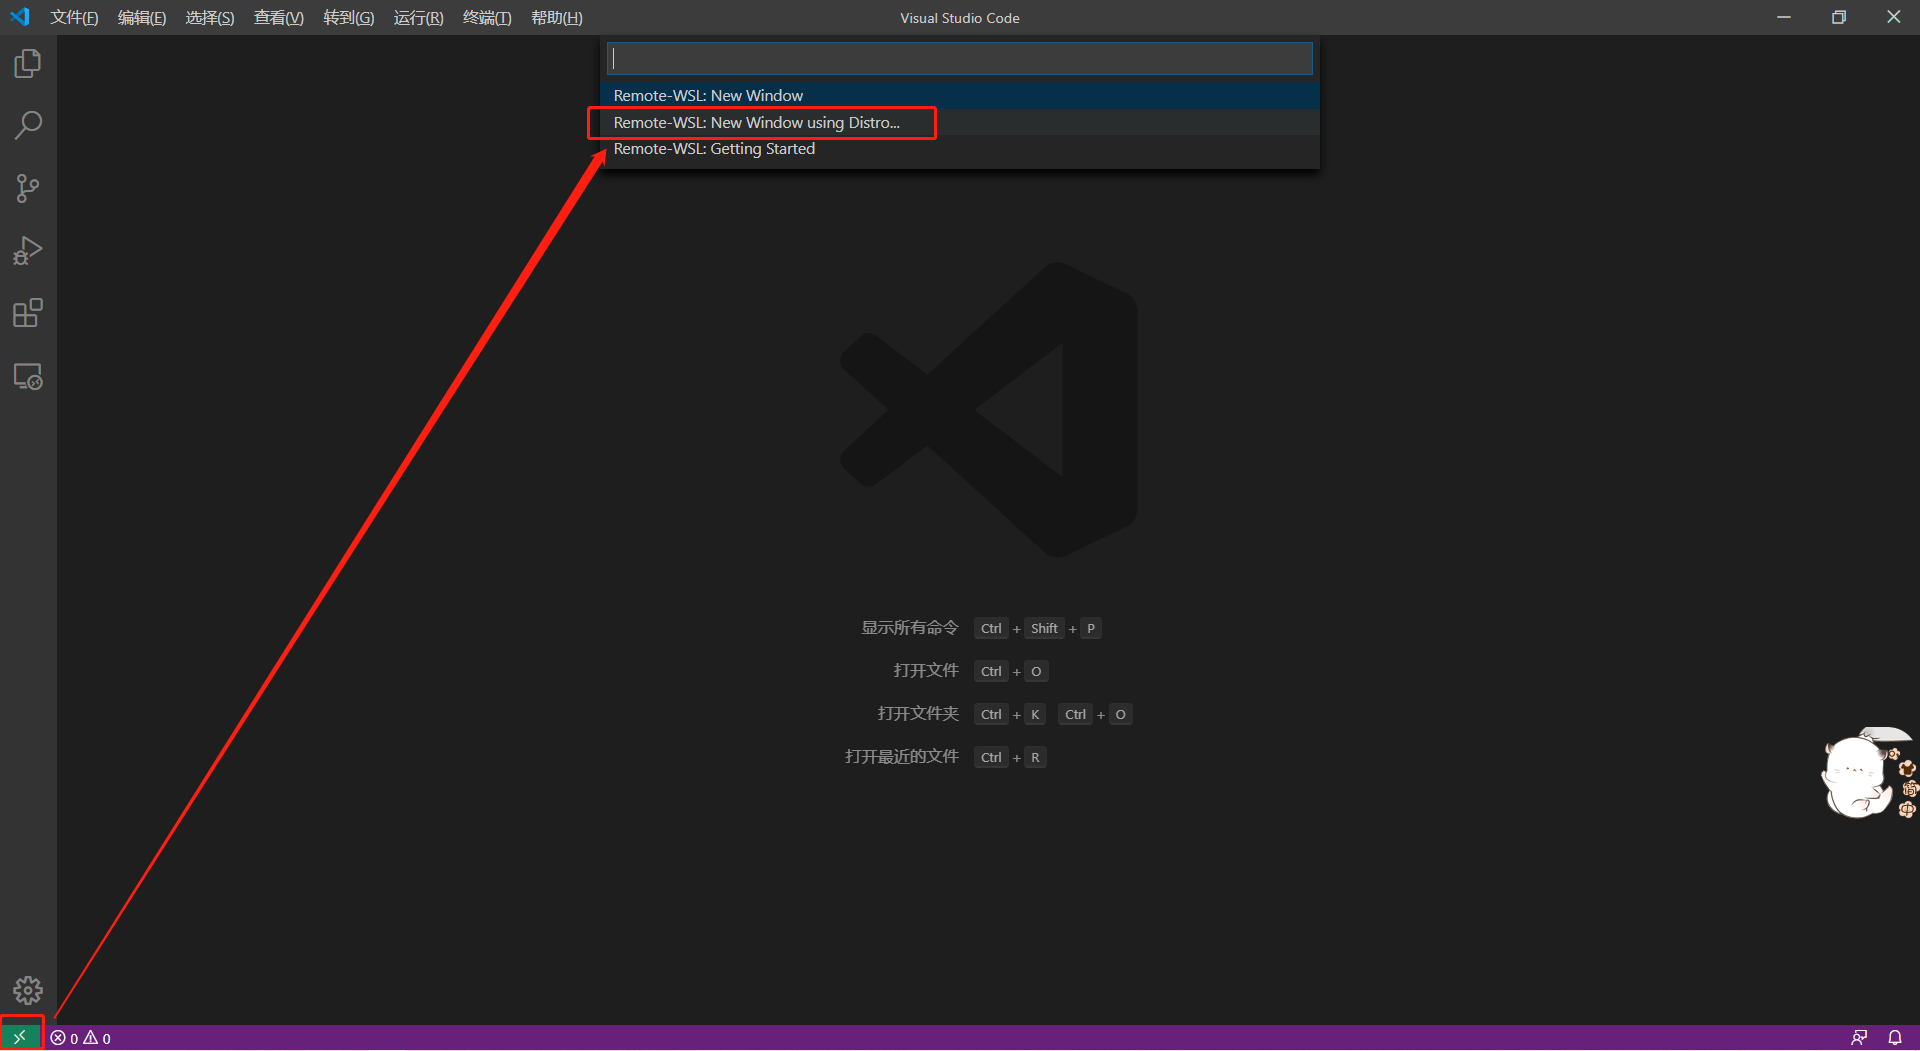 文件(F) 编辑(E) 选择(S) 查看(V) 转到(G) 运行(R) 终端(T) 帮助(H) Visual Studio Code
Remote-WSL: New Window
Remote-WSL: New Window using Distro...
Remote-WSL: Getting Started
显示所有命令 Ctrl + Shift + P
打开文件 Ctrl + O
打开文件夹 Ctrl + K Ctrl + O
打开最近的文件 Ctrl + R
简
中
0 0